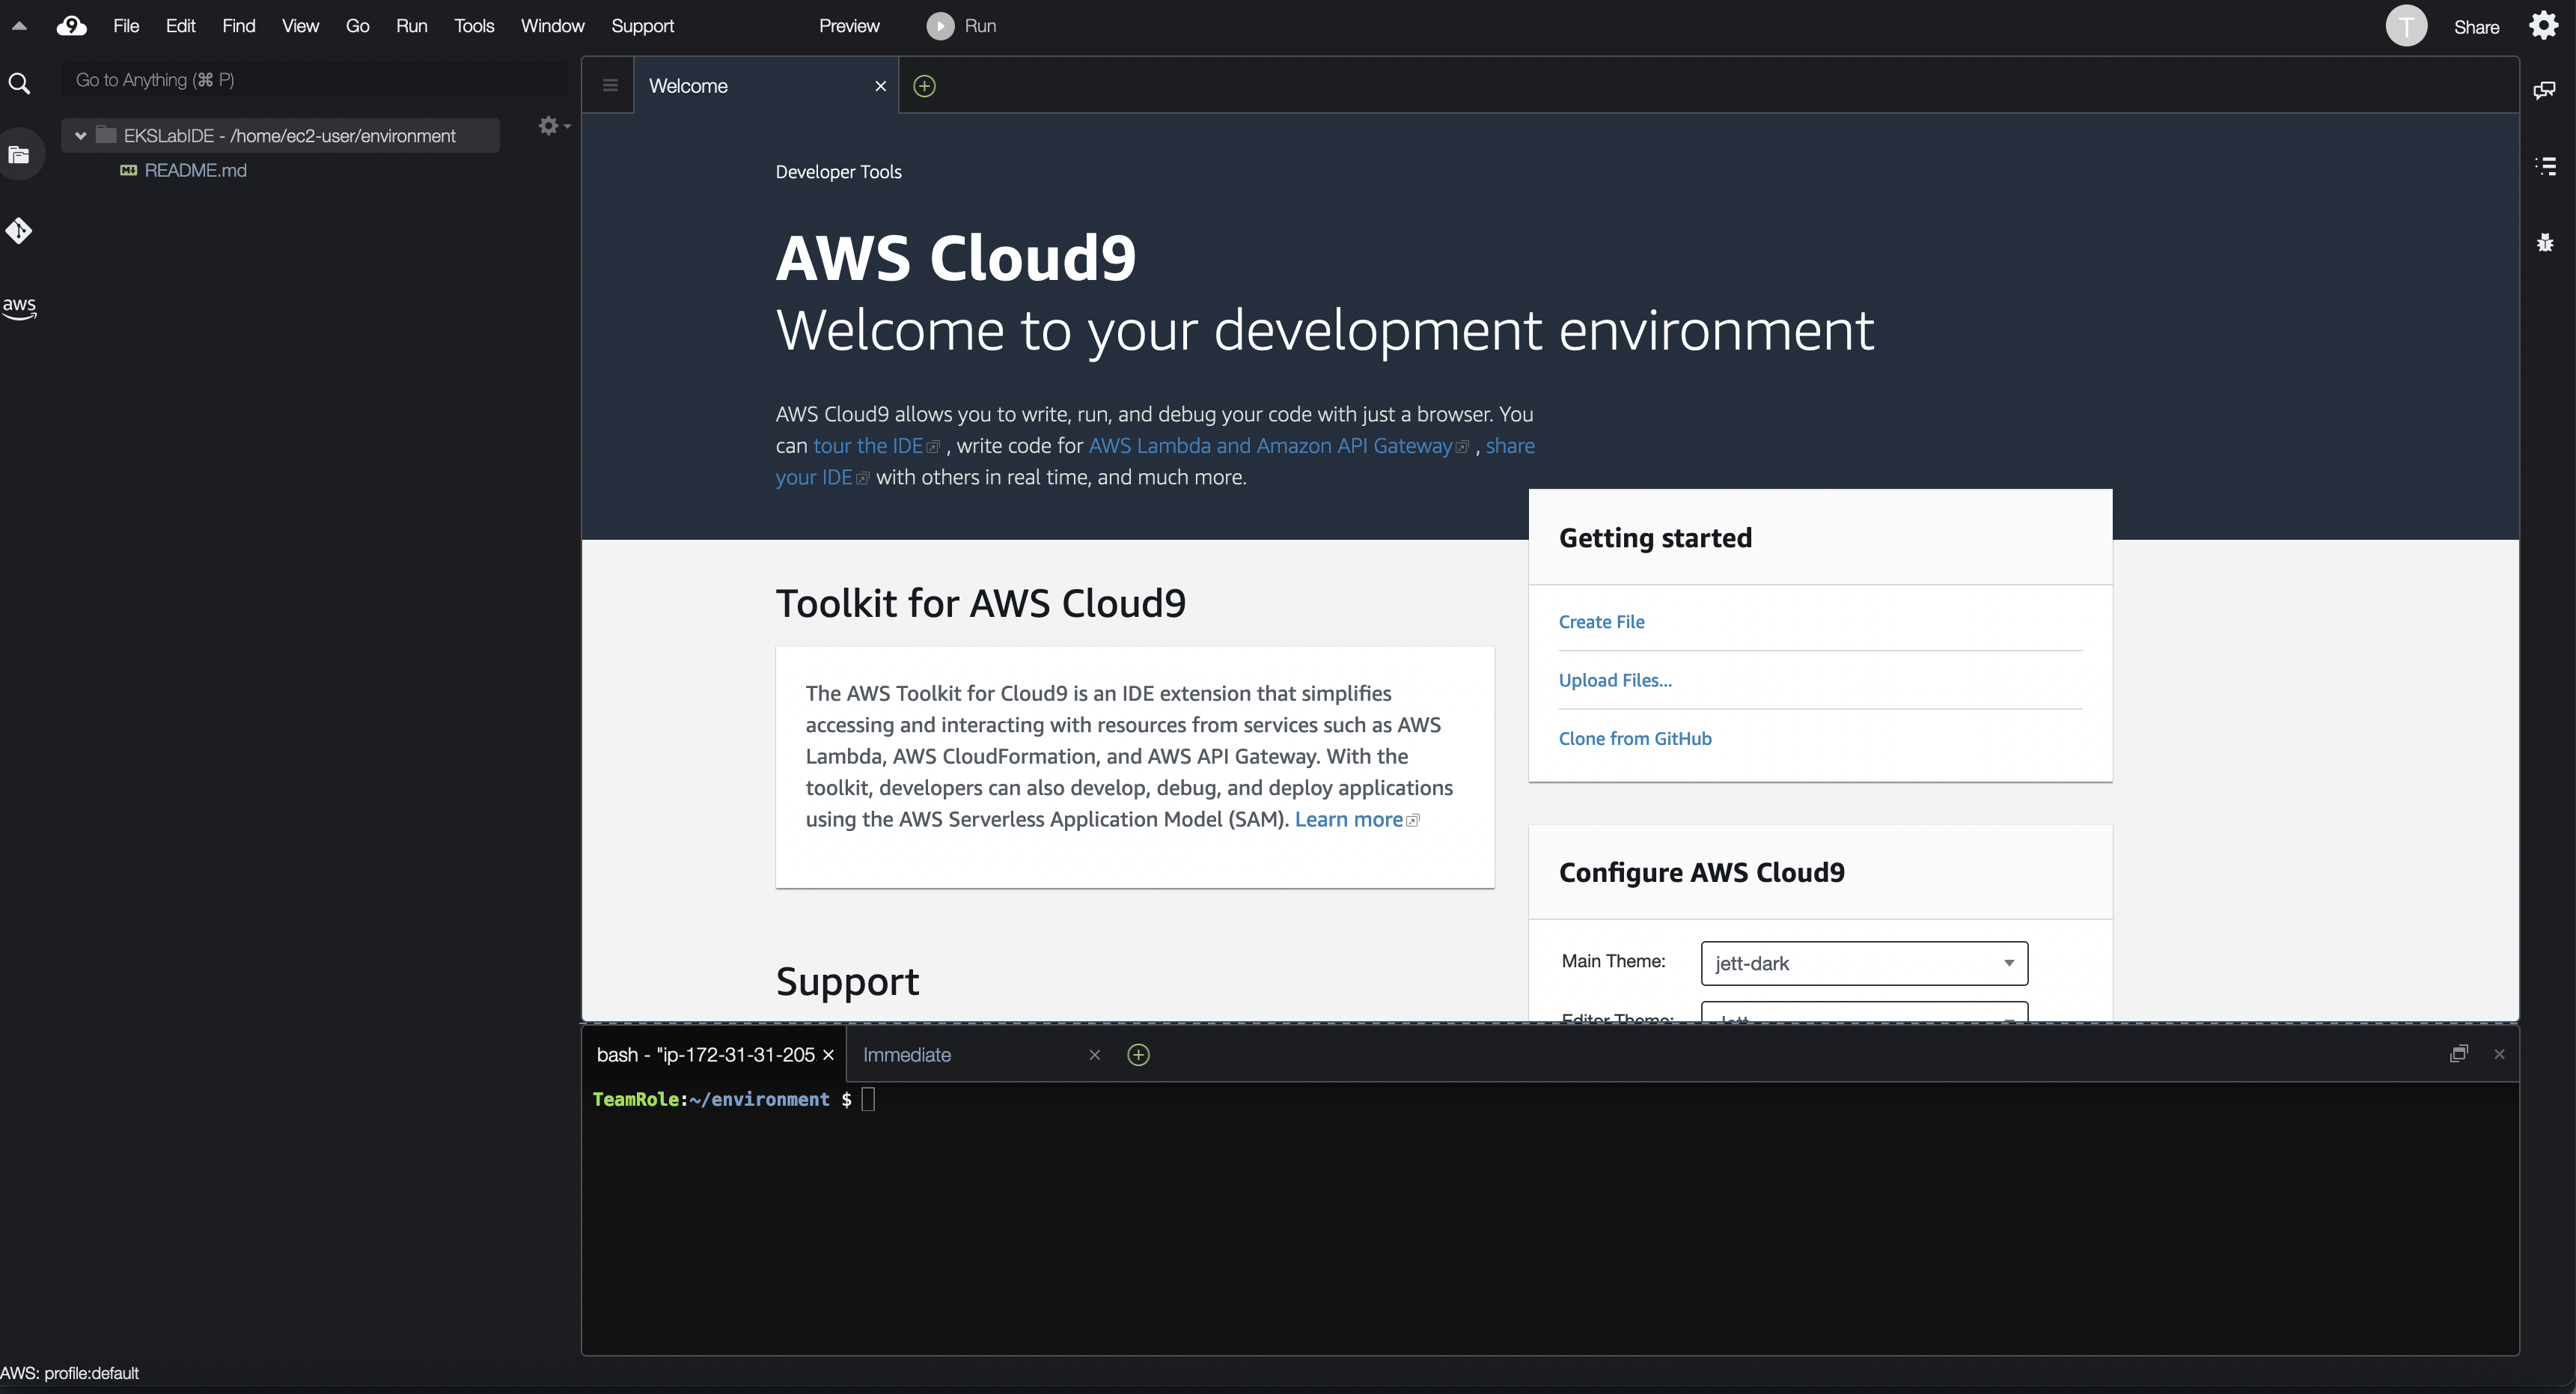 9 File Edit Find View Go Run Tools Window Support Preview Run T Share
Go to Anything (⌘ P)
Welcome
EKSLabIDE - /home/ec2-user/environment
README.md
aws
Developer Tools
AWS Cloud9
Welcome to your development environment
AWS Cloud9 allows you to write, run, and debug your code with just a browser. You
can tour the IDE , write code for AWS Lambda and Amazon API Gateway , share
your IDE with others in real time, and much more.
Toolkit for AWS Cloud9
The AWS Toolkit for Cloud9 is an IDE extension that simplifies
accessing and interacting with resources from services such as AWS
Lambda, AWS CloudFormation, and AWS API Gateway. With the
toolkit, developers can also develop, debug, and deploy applications
using the AWS Serverless Application Model (SAM). Learn more
Support
Getting started
Create File
Upload Files...
Clone from GitHub
Configure AWS Cloud9
Main Theme: jett-dark
Editor Theme: Jett
bash - "ip-172-31-31-205 Immediate
TeamRole:~/environment $
AWS: profile:default